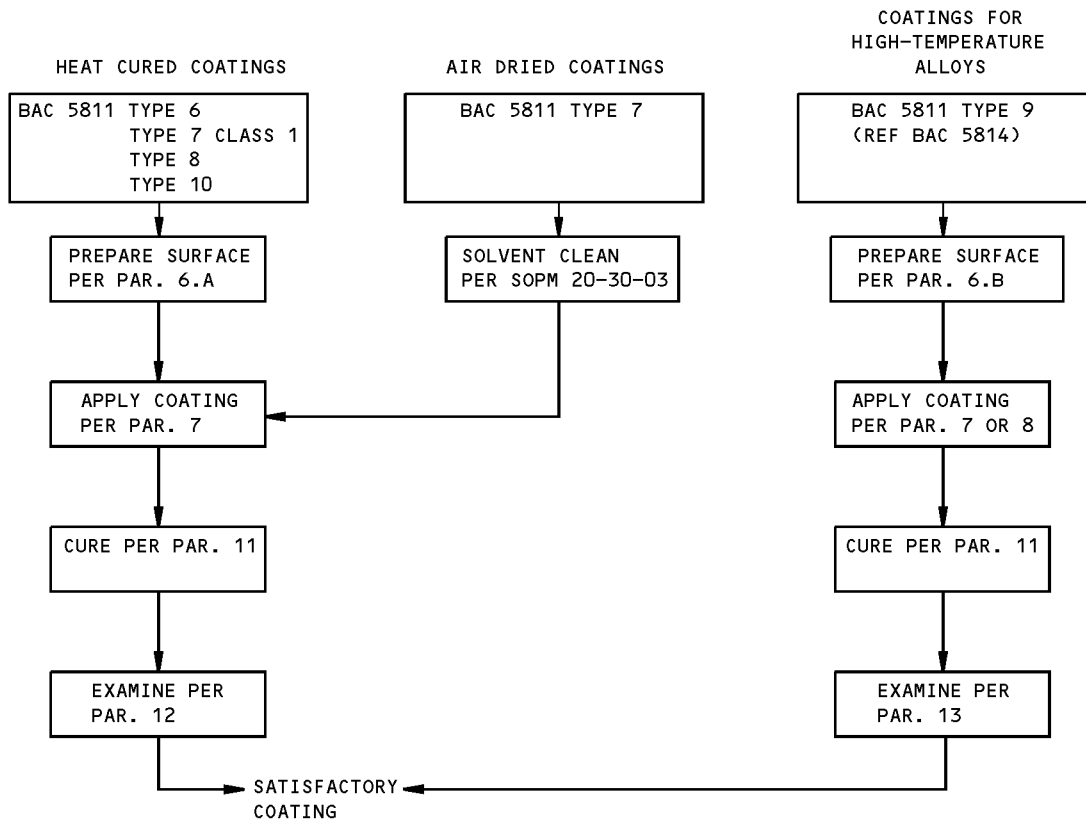 HEAT CURED COATINGS
BAC 5811 TYPE 6
TYPE 7 CLASS 1
TYPE 8
TYPE 10
PREPARE SURFACE
PER PAR. 6.A
APPLY COATING
PER PAR. 7
CURE PER PAR. 11
EXAMINE PER
PAR. 12
AIR DRIED COATINGS
BAC 5811 TYPE 7
SOLVENT CLEAN
PER SOPM 20-30-03
COATINGS FOR
HIGH-TEMPERATURE
ALLOYS
BAC 5811 TYPE 9
(REF BAC 5814)
PREPARE SURFACE
PER PAR. 6.B
APPLY COATING
PER PAR. 7 OR 8
CURE PER PAR. 11
EXAMINE PER
PAR. 13
SATISFACTORY
COATING